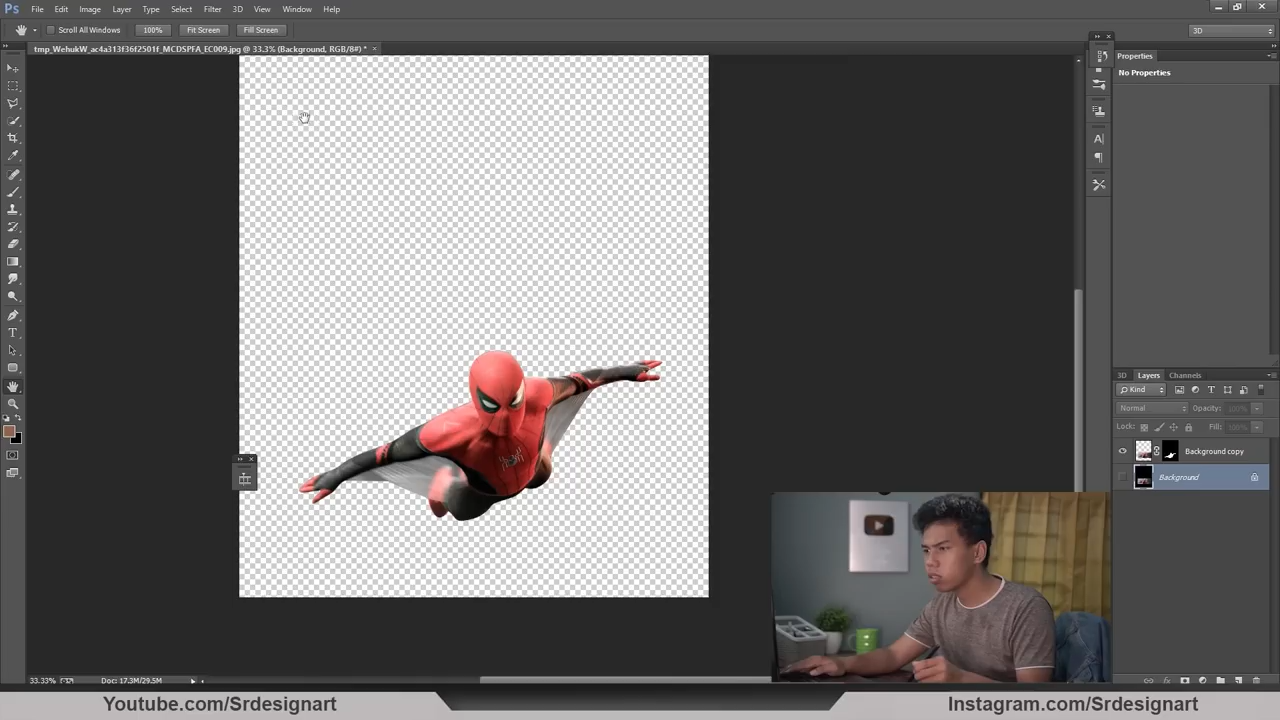 Ps File Edit Image Layer Type Select Filter 3D View Window Help
Scroll All Windows 100% Fit Screen Fill Screen 3D
tmp_WehukW_ac4a313f36f2501f_MCDSPFA_EC009.jpg @ 33.3% (Background, RGB/8#) *
Properties
No Properties
3D Layers Channels
Kind
Normal Opacity: 100%
Lock: Fill: 100%
Background copy
Background
33.33% Doc: 17.3M/29.5M
Youtube.com/Srdesignart Instagram.com/Srdesignart